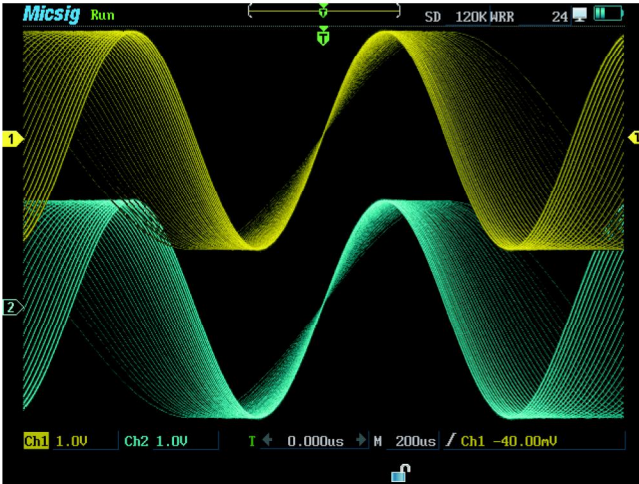 Micsig Run T SD 120K WRR 24
T
1
2
Ch1 1.0V Ch2 1.0V T 0.000us M 200us Ch1 -40.00mV